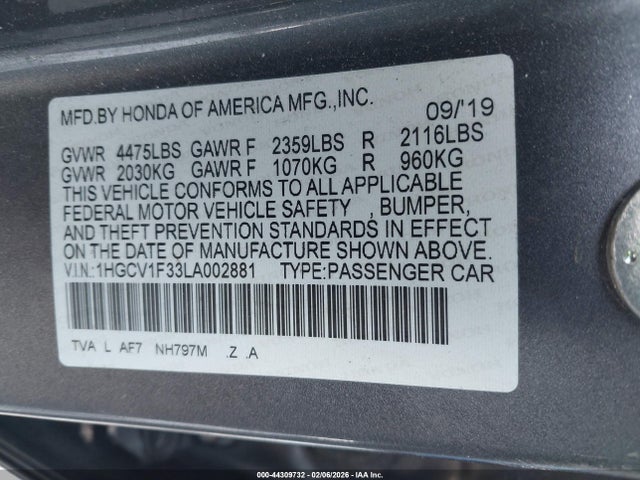 MFD.BY HONDA OF AMERICA MFG.,INC. 09/'19
GVWR 4475LBS GAWR F 2359LBS R 2116LBS
GVWR 2030KG GAWR F 1070KG R 960KG
THIS VEHICLE CONFORMS TO ALL APPLICABLE
FEDERAL MOTOR VEHICLE SAFETY , BUMPER,
AND THEFT PREVENTION STANDARDS IN EFFECT
ON THE DATE OF MANUFACTURE SHOWN ABOVE.
V.I.N.:1HGCV1F33LA002881 TYPE:PASSENGER CAR
TVA L AF7 NH797M .Z .A
000-44309732 - 02/06/2026 - IAA Inc.